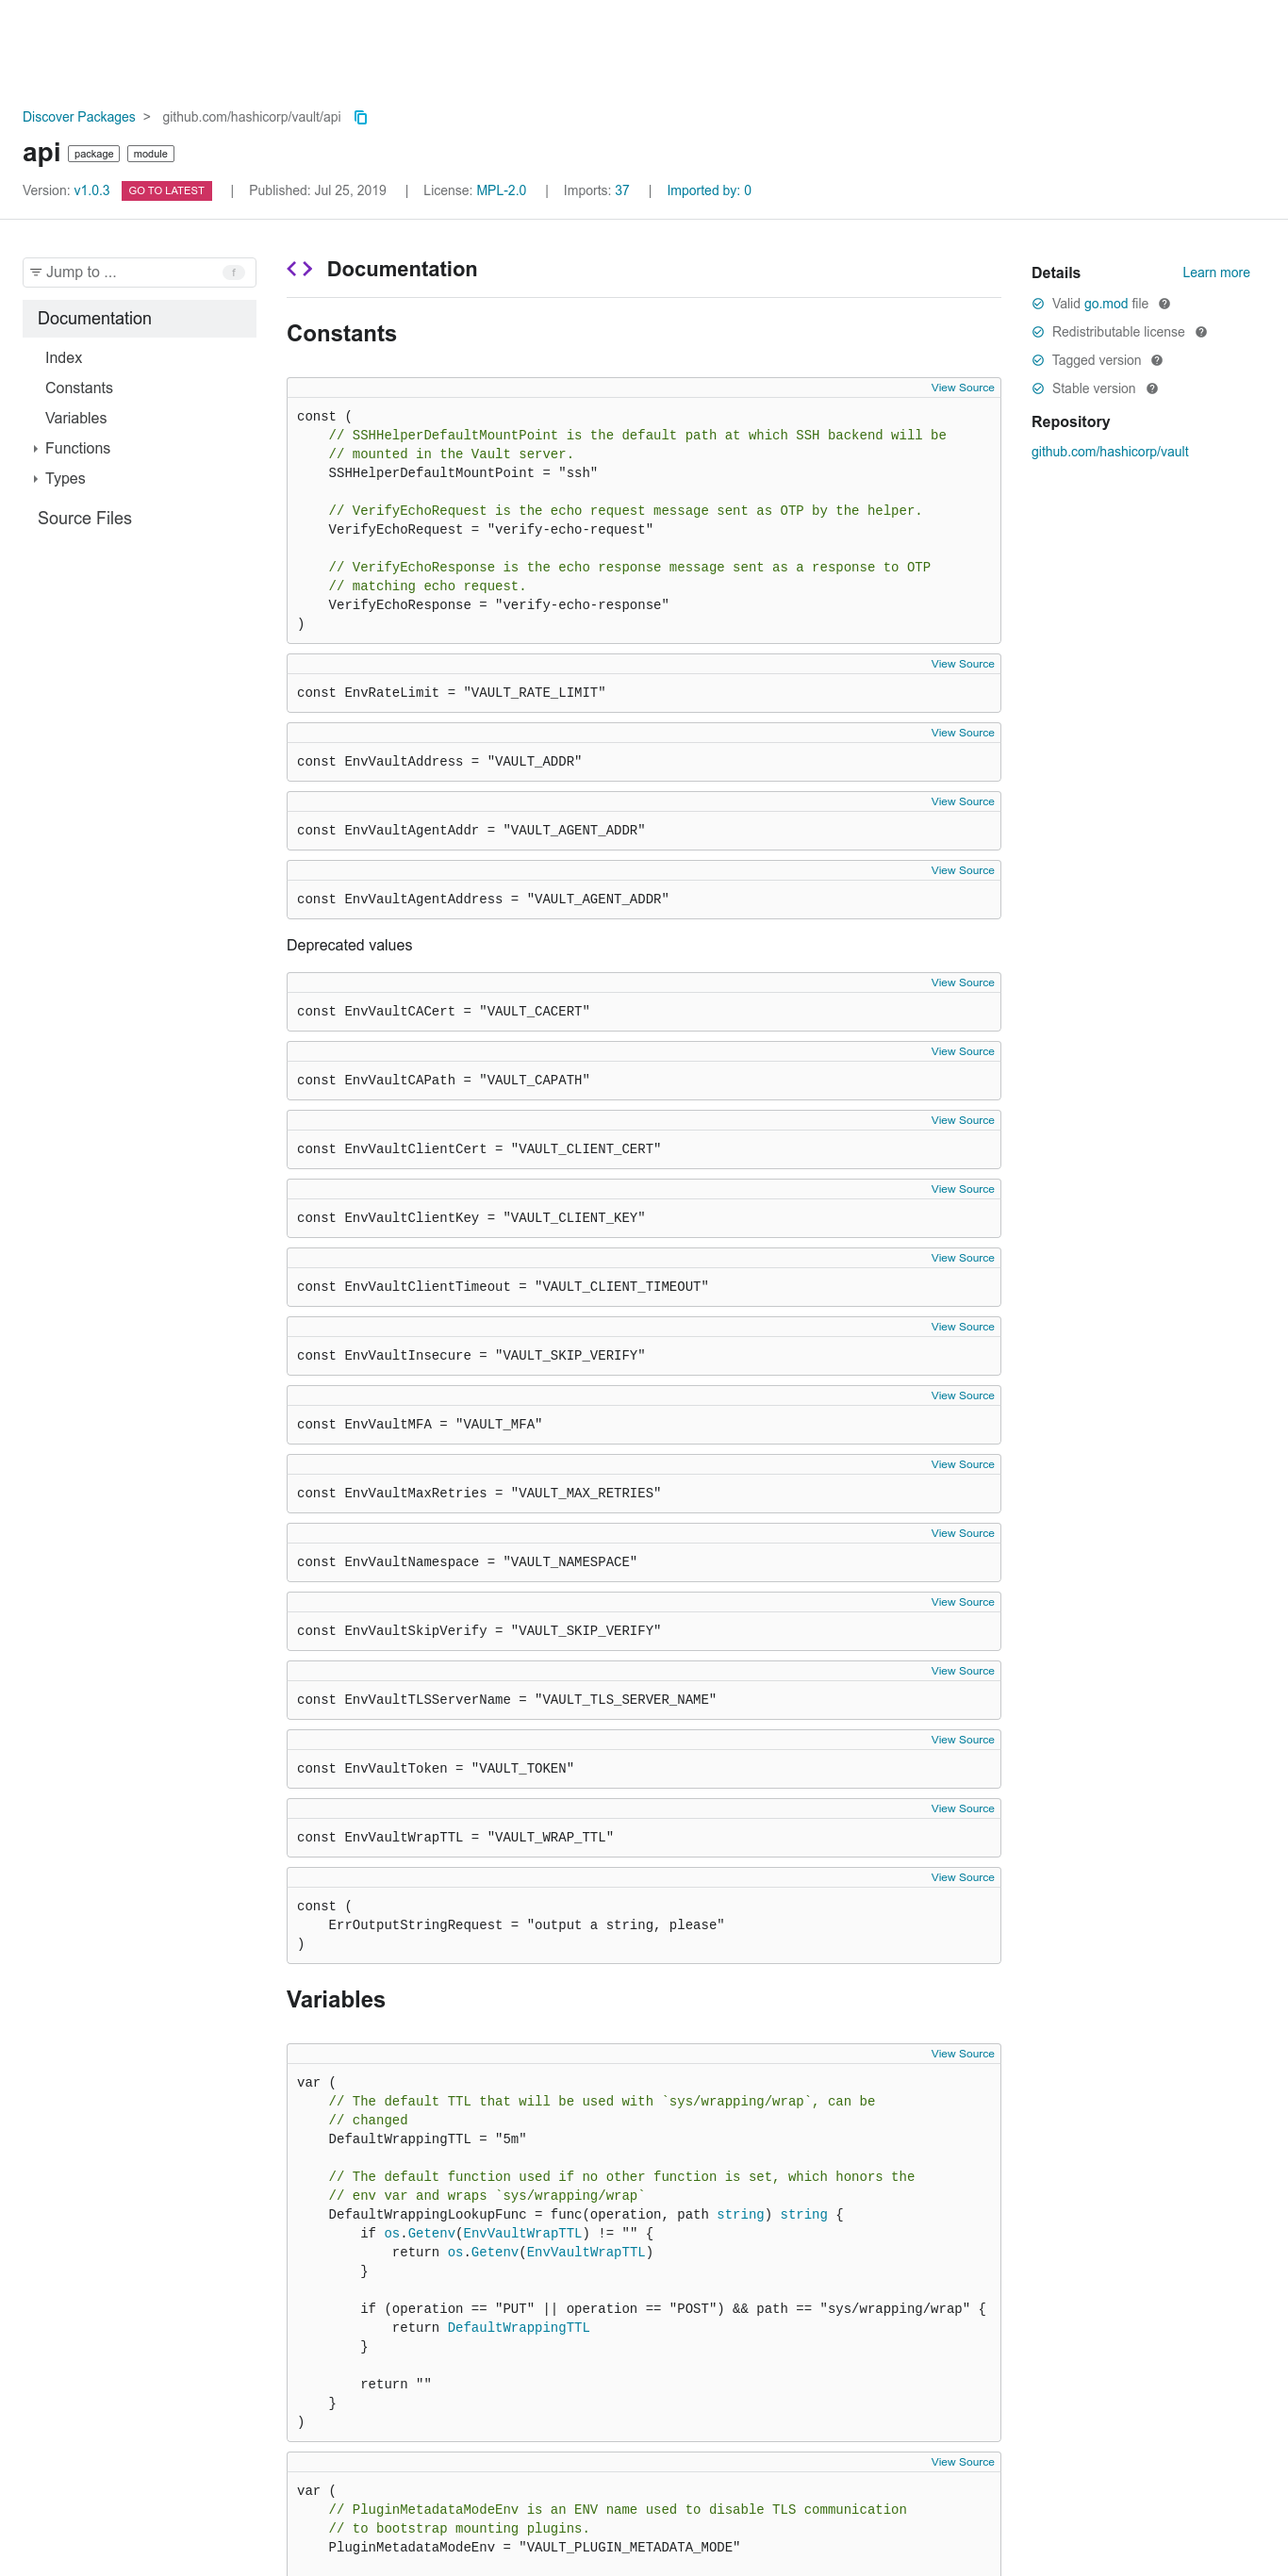 Discover Packages > github.com/hashicorp/vault/api
api package module
Version: v1.0.3 GO TO LATEST | Published: Jul 25, 2019 | License: MPL-2.0 | Imports: 37 | Imported by: 0
Jump to ... f
Documentation
Index
Constants
Variables
Functions
Types
Source Files
Documentation
Constants
View Source
const (
    // SSHHelperDefaultMountPoint is the default path at which SSH backend will be
    // mounted in the Vault server.
    SSHHelperDefaultMountPoint = "ssh"

    // VerifyEchoRequest is the echo request message sent as OTP by the helper.
    VerifyEchoRequest = "verify-echo-request"

    // VerifyEchoResponse is the echo response message sent as a response to OTP
    // matching echo request.
    VerifyEchoResponse = "verify-echo-response"
)
View Source
const EnvRateLimit = "VAULT_RATE_LIMIT"
View Source
const EnvVaultAddress = "VAULT_ADDR"
View Source
const EnvVaultAgentAddr = "VAULT_AGENT_ADDR"
View Source
const EnvVaultAgentAddress = "VAULT_AGENT_ADDR"
Deprecated values
View Source
const EnvVaultCACert = "VAULT_CACERT"
View Source
const EnvVaultCAPath = "VAULT_CAPATH"
View Source
const EnvVaultClientCert = "VAULT_CLIENT_CERT"
View Source
const EnvVaultClientKey = "VAULT_CLIENT_KEY"
View Source
const EnvVaultClientTimeout = "VAULT_CLIENT_TIMEOUT"
View Source
const EnvVaultInsecure = "VAULT_SKIP_VERIFY"
View Source
const EnvVaultMFA = "VAULT_MFA"
View Source
const EnvVaultMaxRetries = "VAULT_MAX_RETRIES"
View Source
const EnvVaultNamespace = "VAULT_NAMESPACE"
View Source
const EnvVaultSkipVerify = "VAULT_SKIP_VERIFY"
View Source
const EnvVaultTLSServerName = "VAULT_TLS_SERVER_NAME"
View Source
const EnvVaultToken = "VAULT_TOKEN"
View Source
const EnvVaultWrapTTL = "VAULT_WRAP_TTL"
View Source
const (
    ErrOutputStringRequest = "output a string, please"
)
Variables
View Source
var (
    // The default TTL that will be used with `sys/wrapping/wrap`, can be
    // changed
    DefaultWrappingTTL = "5m"

    // The default function used if no other function is set, which honors the
    // env var and wraps `sys/wrapping/wrap`
    DefaultWrappingLookupFunc = func(operation, path string) string {
        if os.Getenv(EnvVaultWrapTTL) != "" {
            return os.Getenv(EnvVaultWrapTTL)
        }

        if (operation == "PUT" || operation == "POST") && path == "sys/wrapping/wrap" {
            return DefaultWrappingTTL
        }

        return ""
    }
)
View Source
var (
    // PluginMetadataModeEnv is an ENV name used to disable TLS communication
    // to bootstrap mounting plugins.
    PluginMetadataModeEnv = "VAULT_PLUGIN_METADATA_MODE"
Details Learn more
Valid go.mod file
Redistributable license
Tagged version
Stable version
Repository
github.com/hashicorp/vault